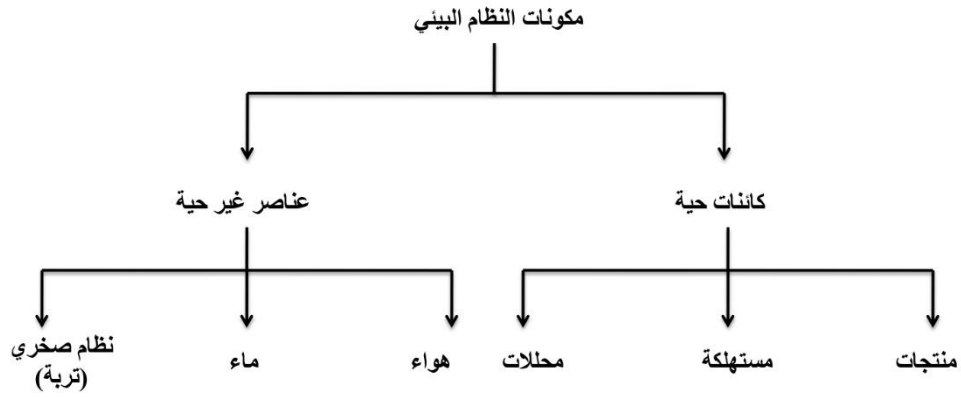 مكونات النظام البيئي
كائنات حية
عناصر غير حية
منتجات
مستهلكة
محللات
هواء
ماء
نظام صخري
(تربة)